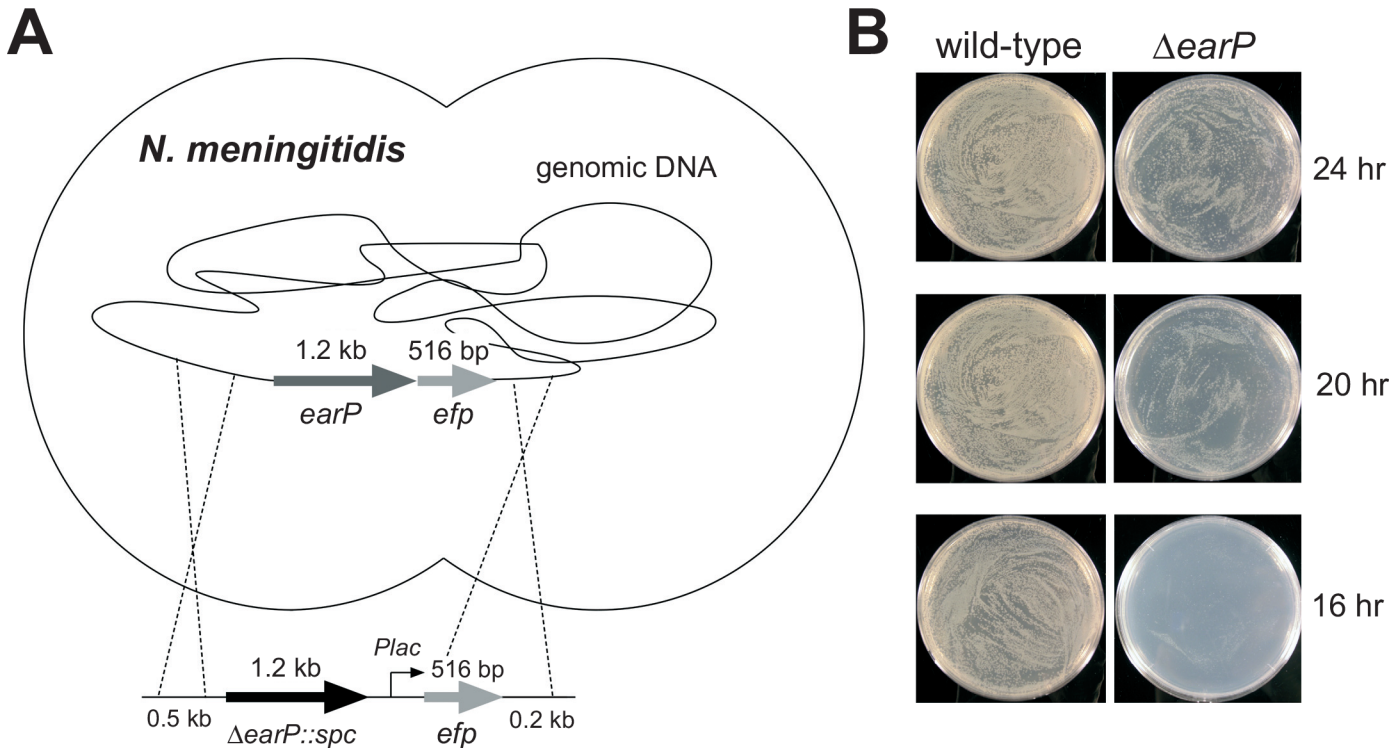 A
N. meningitidis
genomic DNA
1.2 kb
516 bp
earP
efp
Plac
1.2 kb
516 bp
0.5 kb
ΔearP::spc
efp
0.2 kb
B
wild-type
ΔearP
24 hr
20 hr
16 hr